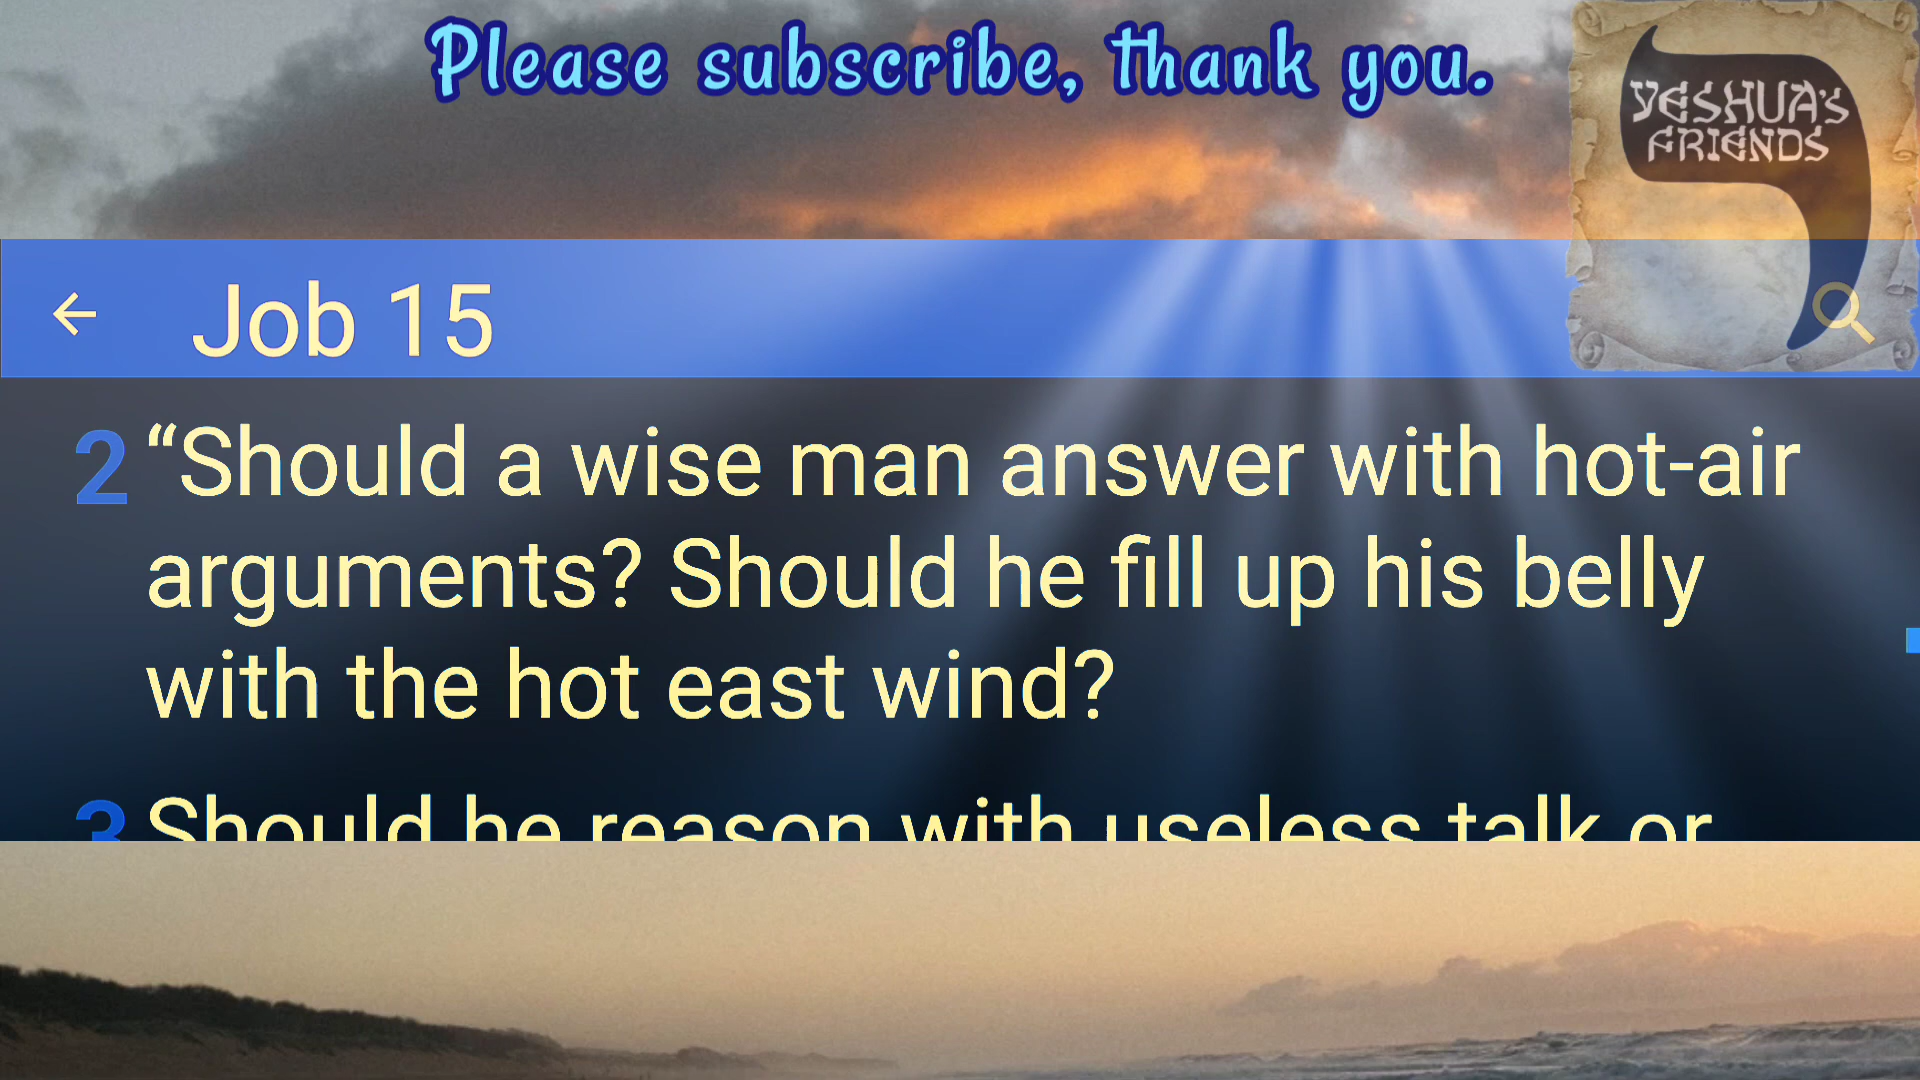 Please subscribe, thank you.
YESHUA'S
FRIENDS
Job 15
2 “Should a wise man answer with hot-air
arguments? Should he fill up his belly
with the hot east wind?
3 Should he reason with useless talk or